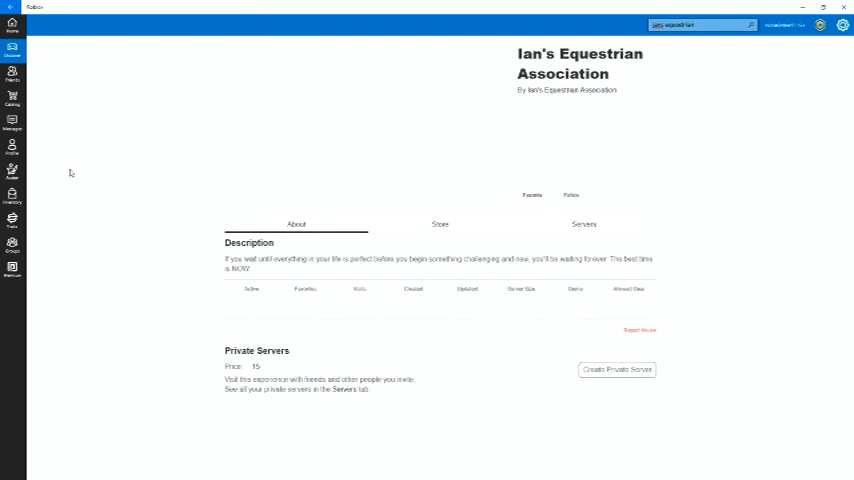 Roblox
Home
ians equestrian
Discover
Friends
Catalog
Messages
Profile
Avatar
Inventory
Trade
Groups
Premium
Ian's Equestrian
Association
By Ian's Equestrian Association
Favorite Follow
About Store Servers
Description
If you wait until everything in your life is perfect before you begin something challenging and new, you'll be waiting forever. The best time
is NOW
Active Favorites Visits Created Updated Server Size Genre Allowed Gear
Report Abuse
Private Servers
Price: 15
Create Private Server
Visit this experience with friends and other people you invite
See all your private servers in the Servers tab.